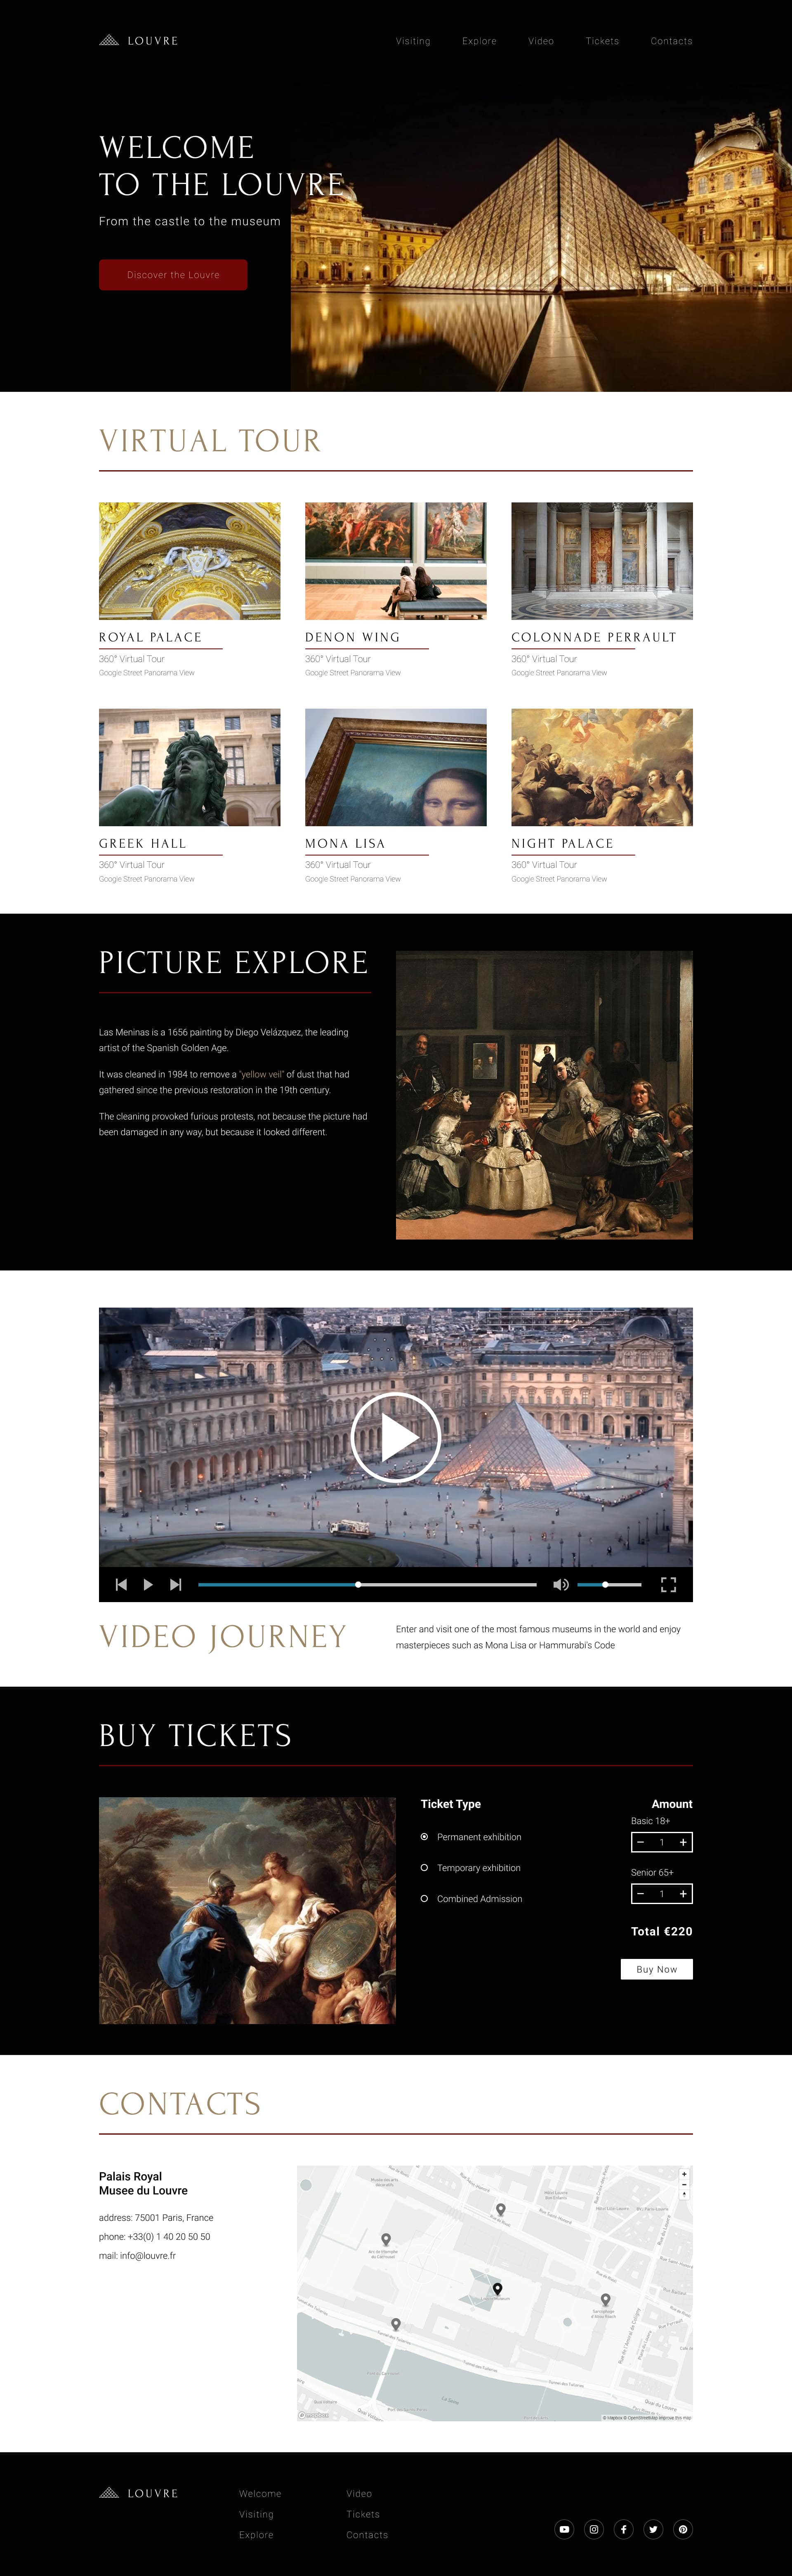 LOUVRE
Visiting
Explore
Video
Tickets
Contacts
WELCOME
TO THE LOUVRE
From the castle to the museum
Discover the Louvre
VIRTUAL TOUR
ROYAL PALACE
360° Virtual Tour
Google Street Panorama View
DENON WING
360° Virtual Tour
Google Street Panorama View
COLONNADE PERRAULT
360° Virtual Tour
Google Street Panorama View
GREEK HALL
360° Virtual Tour
Google Street Panorama View
MONA LISA
360° Virtual Tour
Google Street Panorama View
NIGHT PALACE
360° Virtual Tour
Google Street Panorama View
PICTURE EXPLORE
Las Meninas is a 1656 painting by Diego Velázquez, the leading
artist of the Spanish Golden Age.
It was cleaned in 1984 to remove a "yellow veil" of dust that had
gathered since the previous restoration in the 19th century.
The cleaning provoked furious protests, not because the picture had
been damaged in any way, but because it looked different.
VIDEO JOURNEY
Enter and visit one of the most famous museums in the world and enjoy
masterpieces such as Mona Lisa or Hammurabi's Code
BUY TICKETS
Ticket Type
Permanent exhibition
Temporary exhibition
Combined Admission
Amount
Basic 18+
− 1 +
Senior 65+
− 1 +
Total €220
Buy Now
CONTACTS
Palais Royal
Musee du Louvre
address: 75001 Paris, France
phone: +33(0) 1 40 20 50 50
mail: info@louvre.fr
© Mapbox © OpenStreetMap Improve this map
LOUVRE
Welcome
Visiting
Explore
Video
Tickets
Contacts